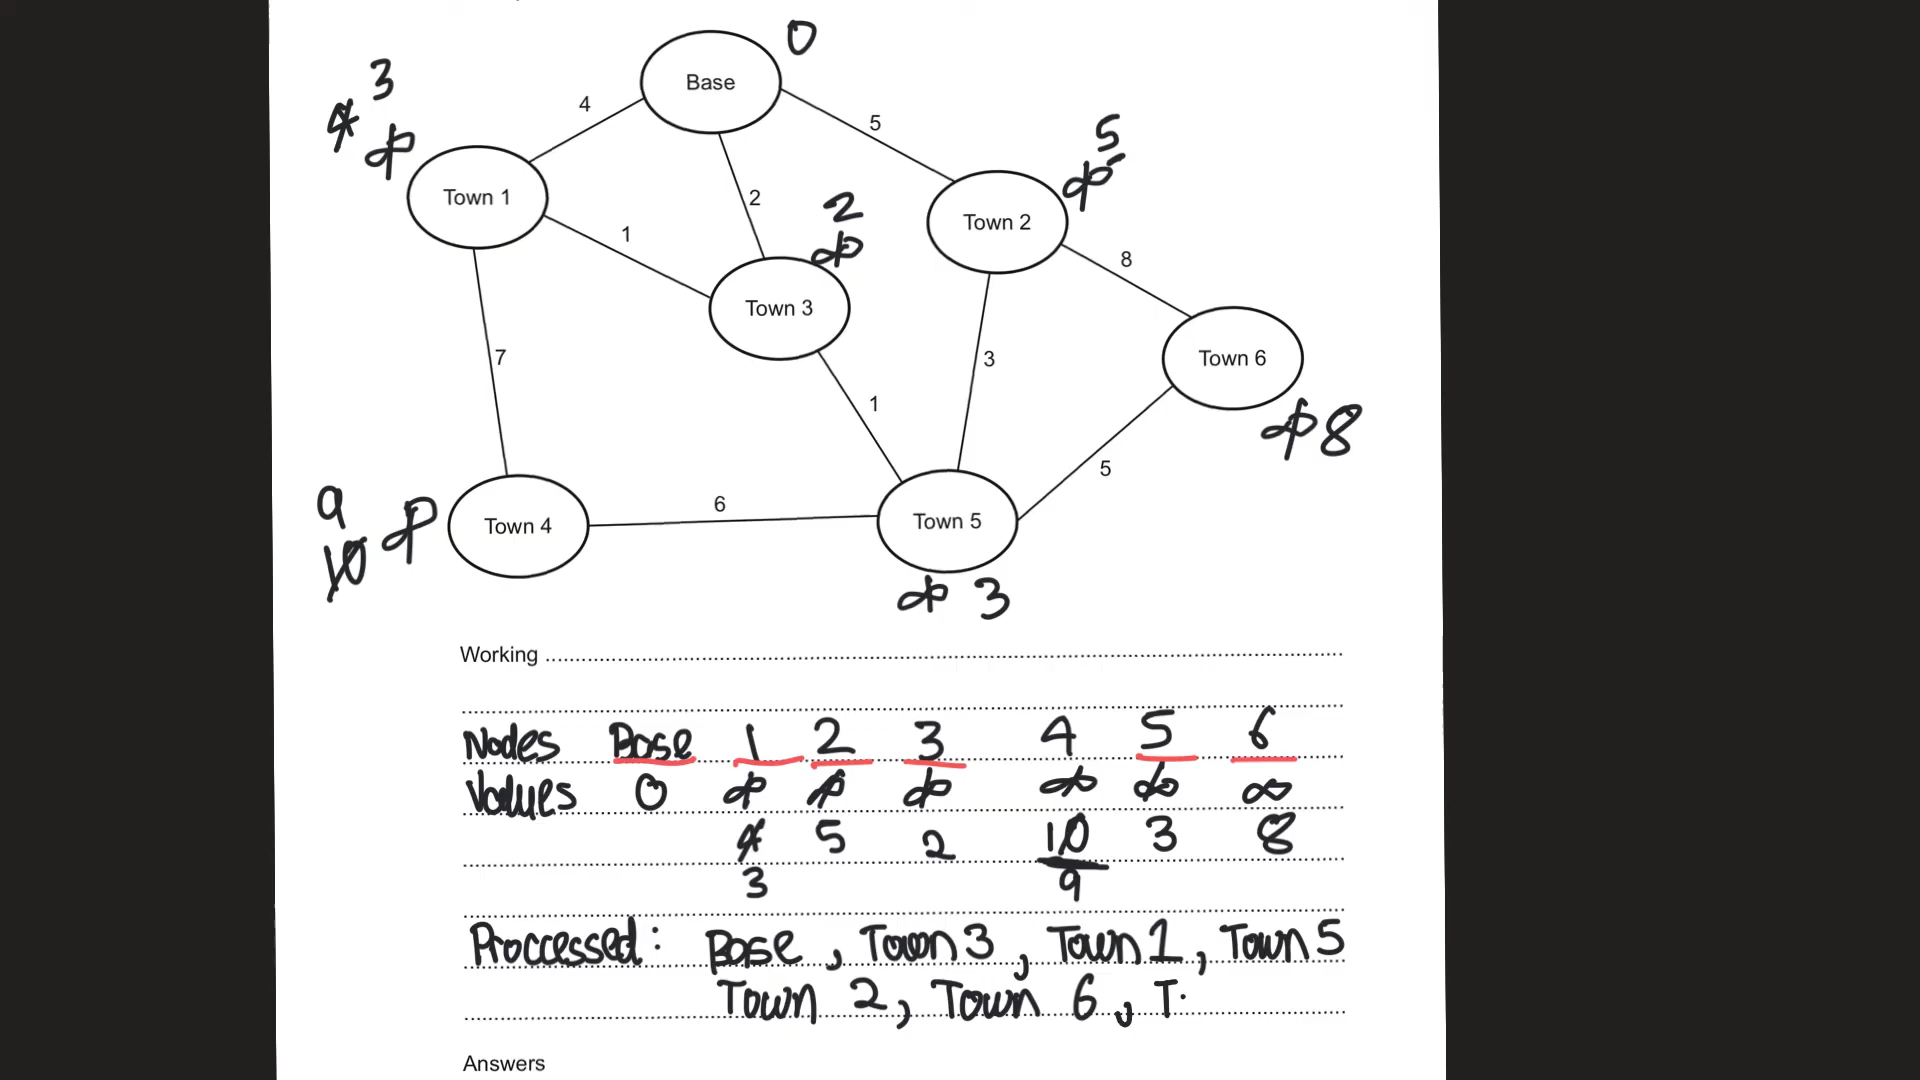 0
Base
3
4
∞
4
5
5
∞
Town 1
Town 2
2
2
∞
1
8
Town 3
Town 6
7
3
1
∞ 8
5
9
10 ∞
6
Town 4
Town 5
∞ 3
Working
Nodes Base 1 2 3 4 5 6
Values 0 ∞ ∞ ∞ ∞ ∞ ∞
4 5 2 10 3 8
3 9
Proccessed: Base, Town 3, Town 1, Town 5
Town 2, Town 6, T
Answers